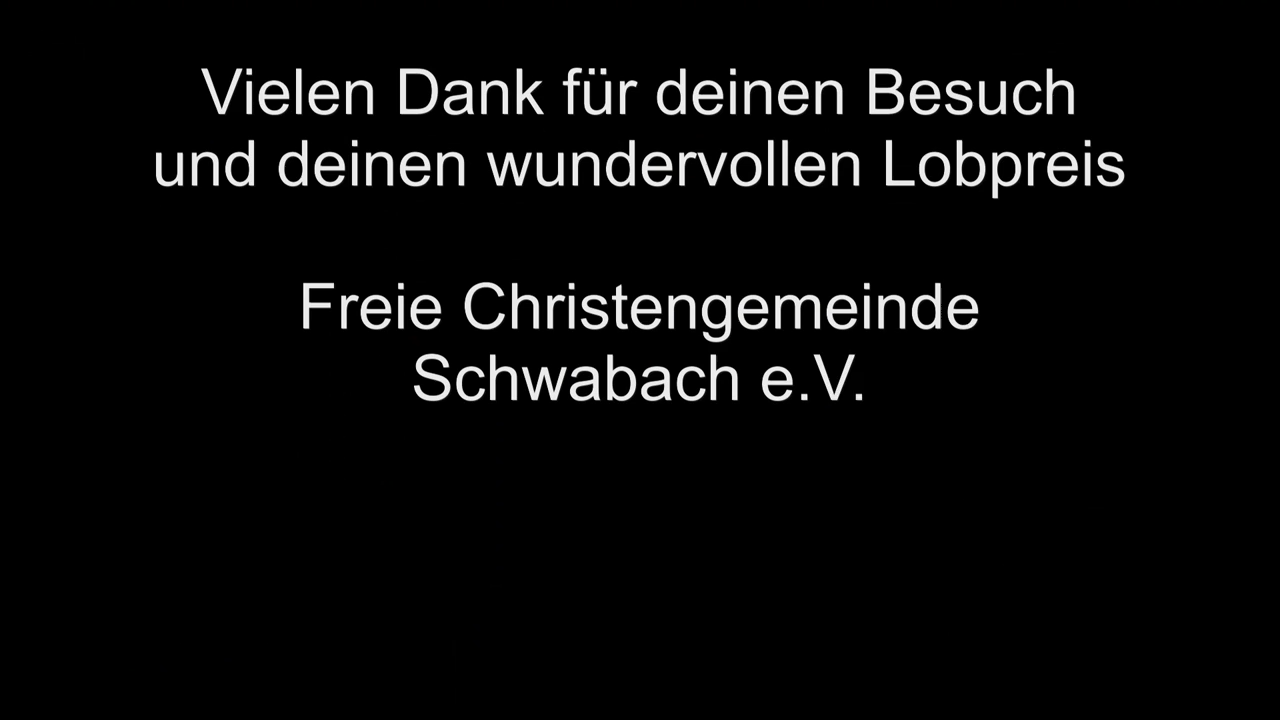 Vielen Dank für deinen Besuch
und deinen wundervollen Lobpreis
Freie Christengemeinde
Schwabach e.V.